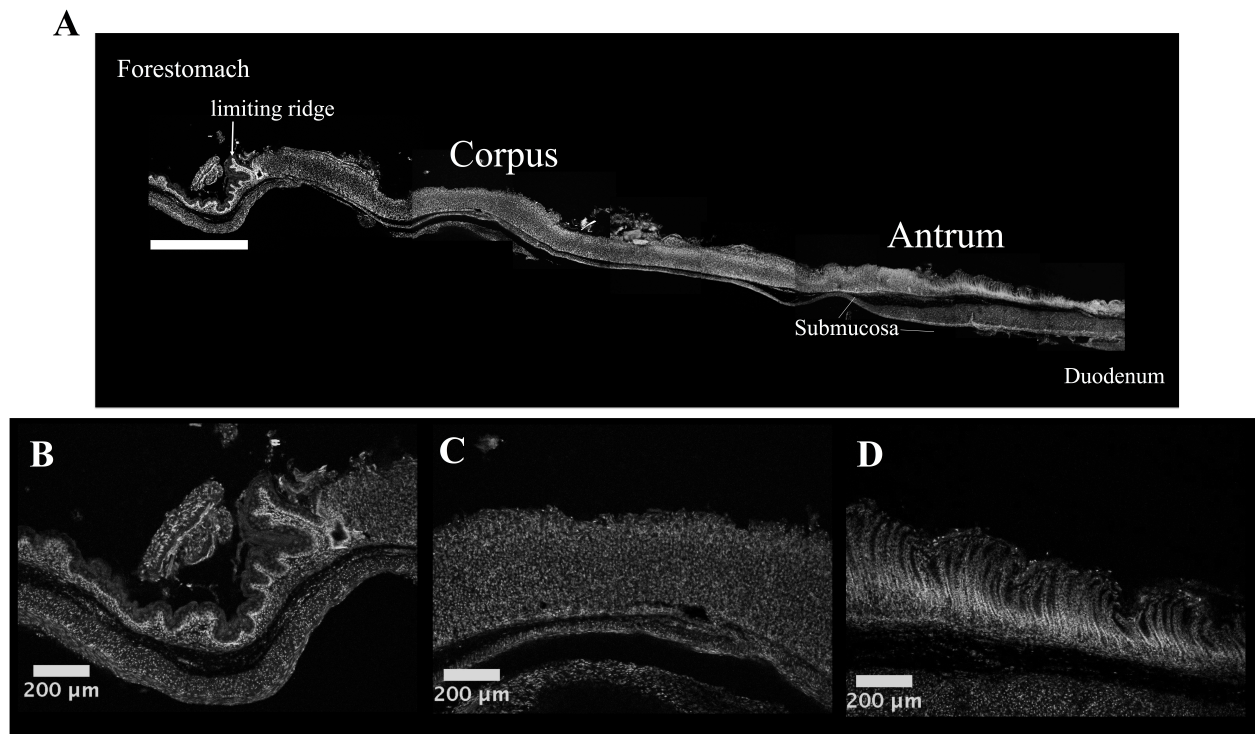 A
Forestomach
limiting ridge
Corpus
Antrum
Submucosa
Duodenum
B
C
D
200 µm
200 µm
200 µm